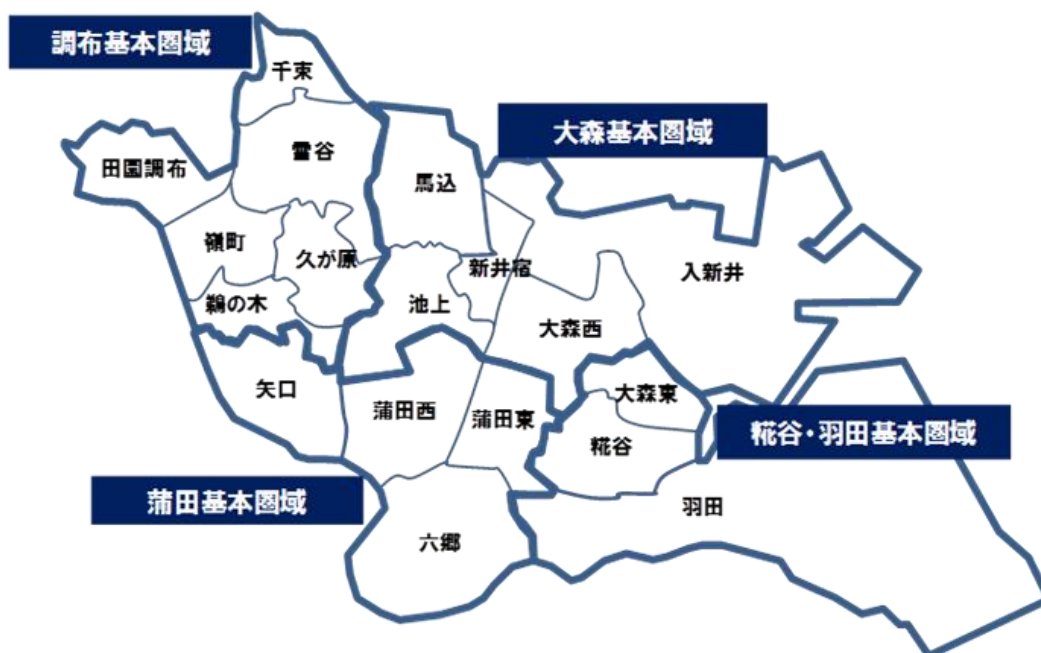 調布基本圏域
千束
大森基本圏域
雪谷
田園調布
馬込
嶺町
久が原
新井宿
入新井
鵜の木
池上
大森西
矢口
大森東
蒲田西
蒲田東
糀谷・羽田基本圏域
糀谷
蒲田基本圏域
羽田
六郷